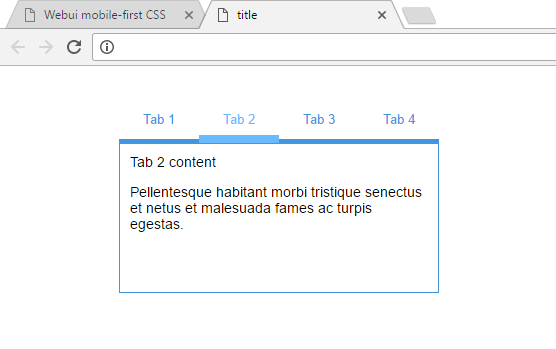 Webui mobile-first CSS
title
Tab 1
Tab 2
Tab 3
Tab 4
Tab 2 content
Pellentesque habitant morbi tristique senectus
et netus et malesuada fames ac turpis
egestas.